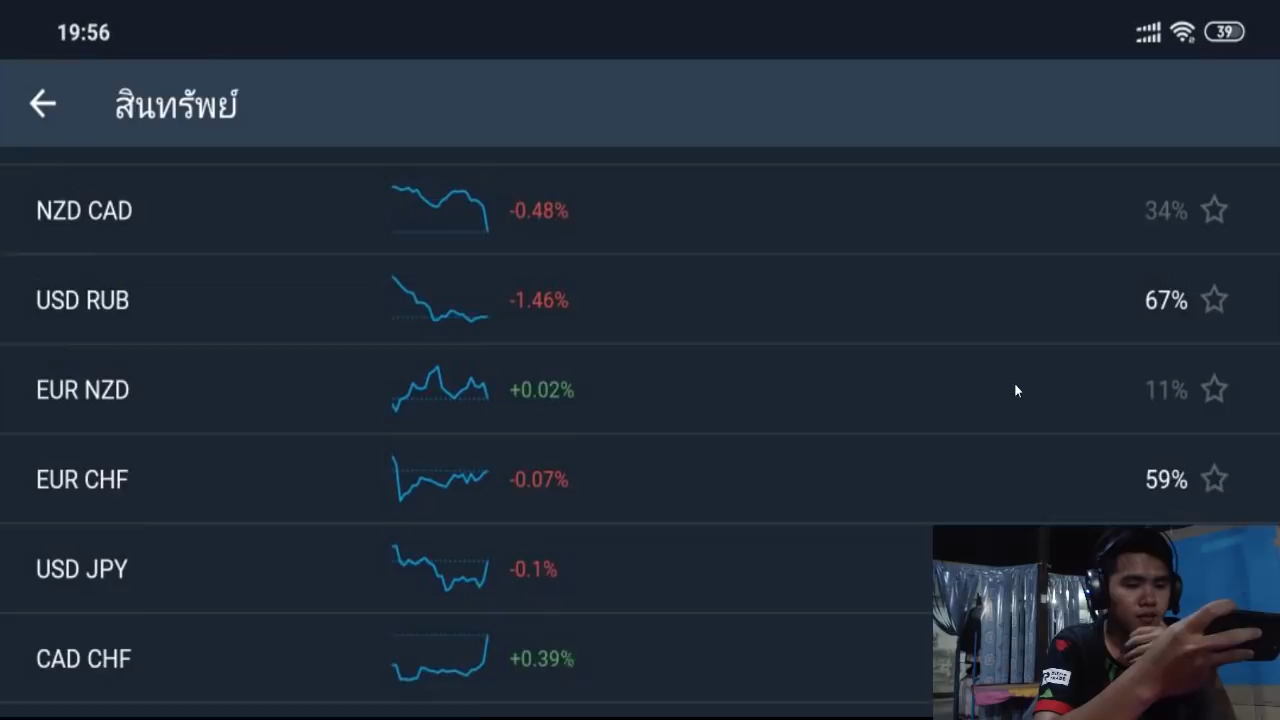 19:56
39
สินทรัพย์
NZD CAD -0.48% 34%
USD RUB -1.46% 67%
EUR NZD +0.02% 11%
EUR CHF -0.07% 59%
USD JPY -0.1%
CAD CHF +0.39%